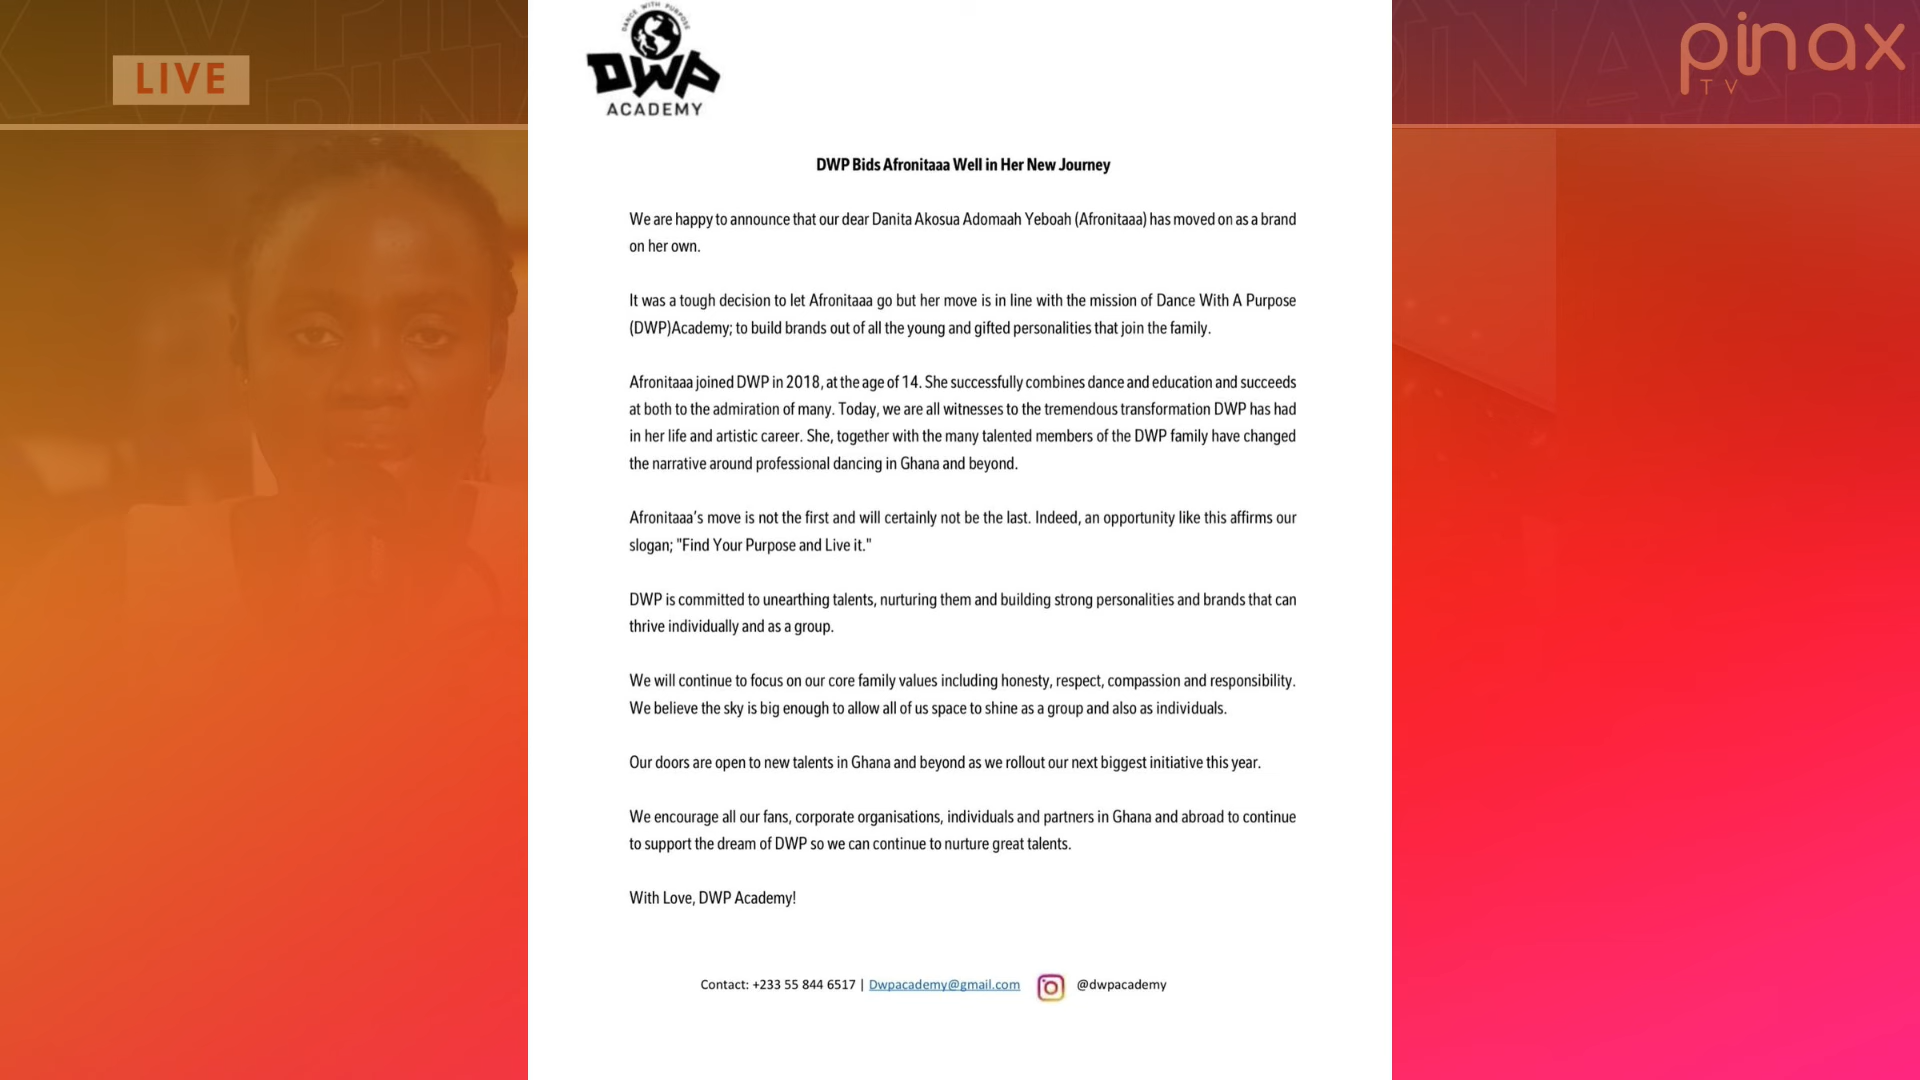 LIVE
pinax
TV
DANCE WITH PURPOSE
DWP
ACADEMY
DWP Bids Afronitaaa Well in Her New Journey
We are happy to announce that our dear Danita Akosua Adomaah Yeboah (Afronitaaa) has moved on as a brand
on her own.
It was a tough decision to let Afronitaaa go but her move is in line with the mission of Dance With A Purpose
(DWP)Academy; to build brands out of all the young and gifted personalities that join the family.
Afronitaaa joined DWP in 2018, at the age of 14. She successfully combines dance and education and succeeds
at both to the admiration of many. Today, we are all witnesses to the tremendous transformation DWP has had
in her life and artistic career. She, together with the many talented members of the DWP family have changed
the narrative around professional dancing in Ghana and beyond.
Afronitaaa's move is not the first and will certainly not be the last. Indeed, an opportunity like this affirms our
slogan; "Find Your Purpose and Live it."
DWP is committed to unearthing talents, nurturing them and building strong personalities and brands that can
thrive individually and as a group.
We will continue to focus on our core family values including honesty, respect, compassion and responsibility.
We believe the sky is big enough to allow all of us space to shine as a group and also as individuals.
Our doors are open to new talents in Ghana and beyond as we rollout our next biggest initiative this year.
We encourage all our fans, corporate organisations, individuals and partners in Ghana and abroad to continue
to support the dream of DWP so we can continue to nurture great talents.
With Love, DWP Academy!
Contact: +233 55 844 6517 | Dwpacademy@gmail.com @dwpacademy